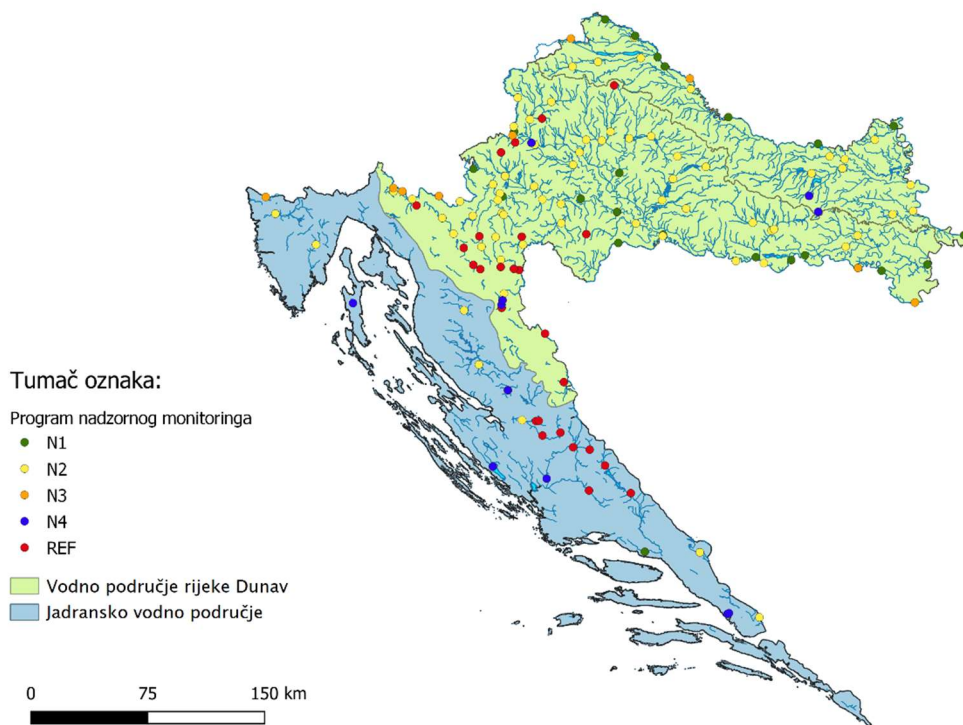 Tumač oznaka:
Program nadzornog monitoringa
N1
N2
N3
N4
REF
Vodno područje rijeke Dunav
Jadransko vodno područje
0 75 150 km